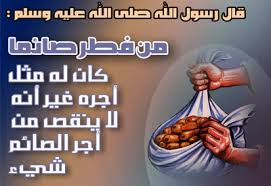 قال رسول الله صلى الله عليه وسلم :
من فطر صائما
كان له مثل
أجره غير أنه
لا ينقص من
أجر الصائم
شيء